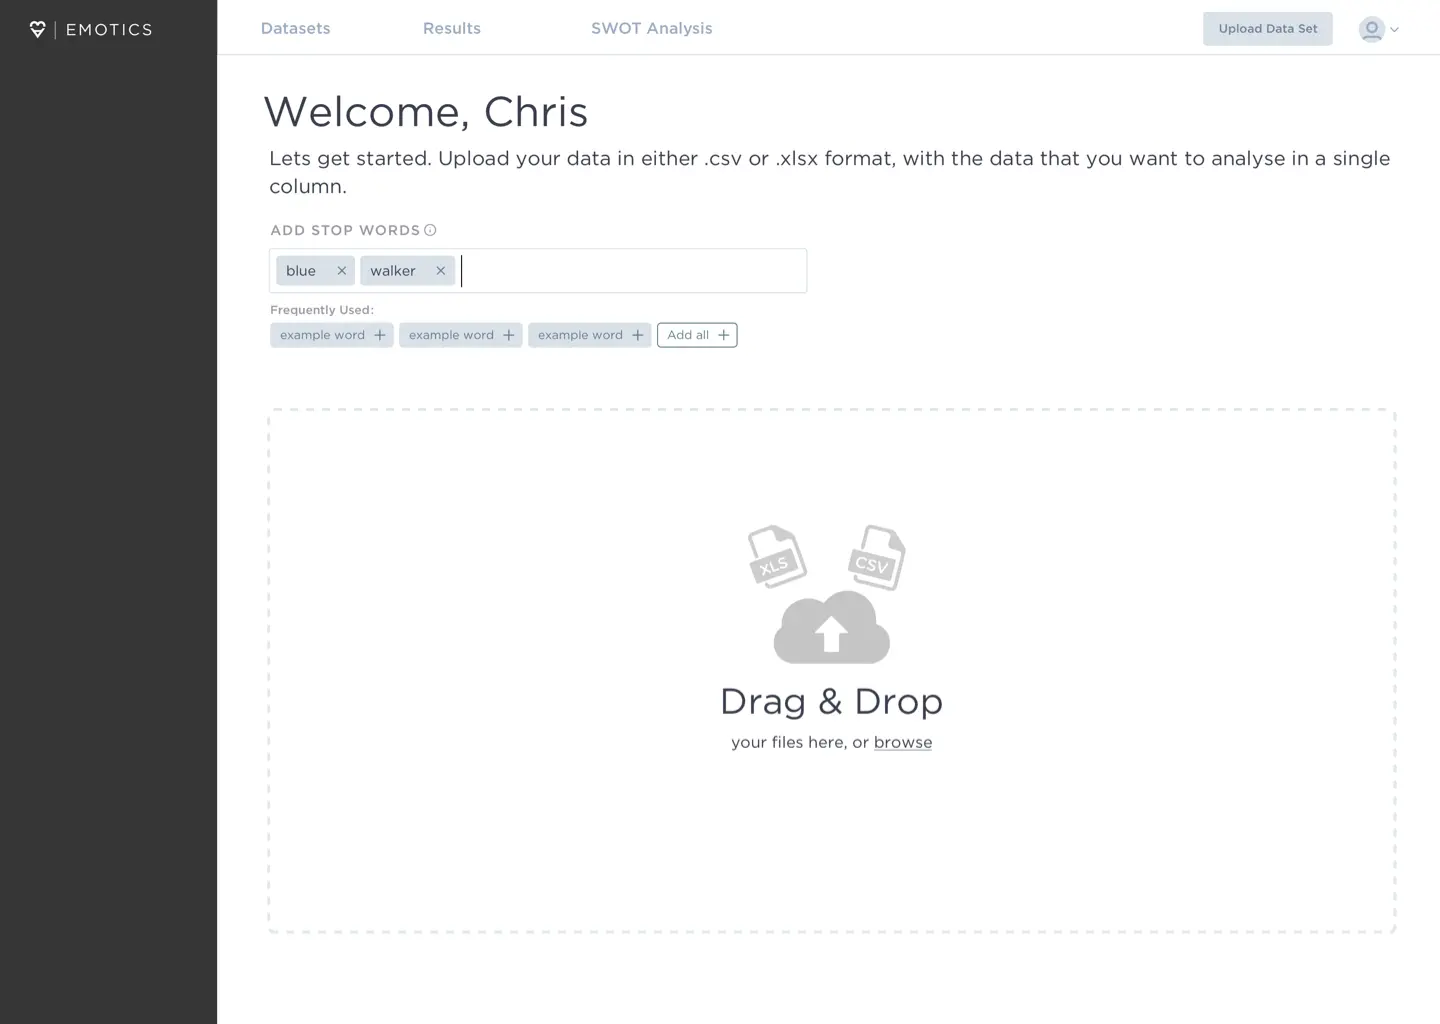 EMOTICS
Datasets Results SWOT Analysis Upload Data Set
Welcome, Chris
Lets get started. Upload your data in either .csv or .xlsx format, with the data that you want to analyse in a single
column.
ADD STOP WORDS
blue walker
Frequently Used:
example word example word example word Add all
XLS CSV
Drag & Drop
your files here, or browse